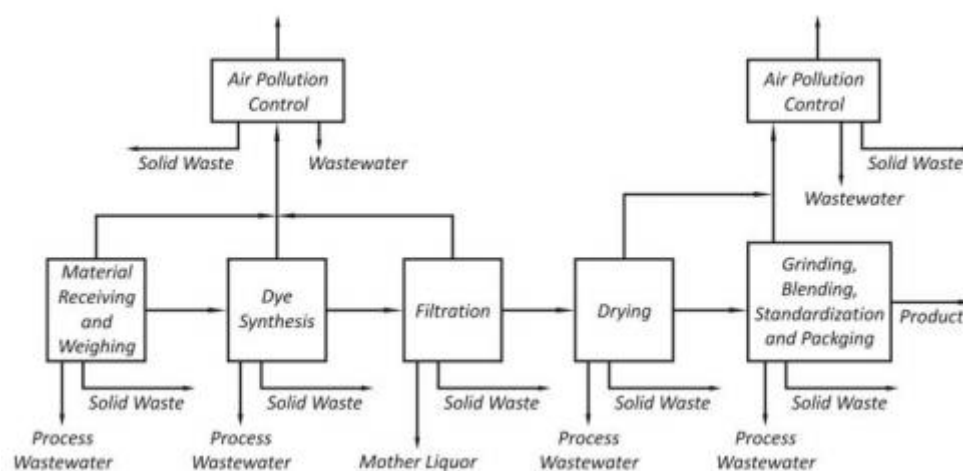 Air Pollution
Control
Air Pollution
Control
Solid Waste
Wastewater
Solid Waste
Wastewater
Material
Receiving
and
Weighing
Dye
Synthesis
Filtration
Drying
Grinding,
Blending,
Standardization
and Packging
Product
Solid Waste
Solid Waste
Solid Waste
Solid Waste
Solid Waste
Process
Wastewater
Process
Wastewater
Mother Liquor
Process
Wastewater
Process
Wastewater